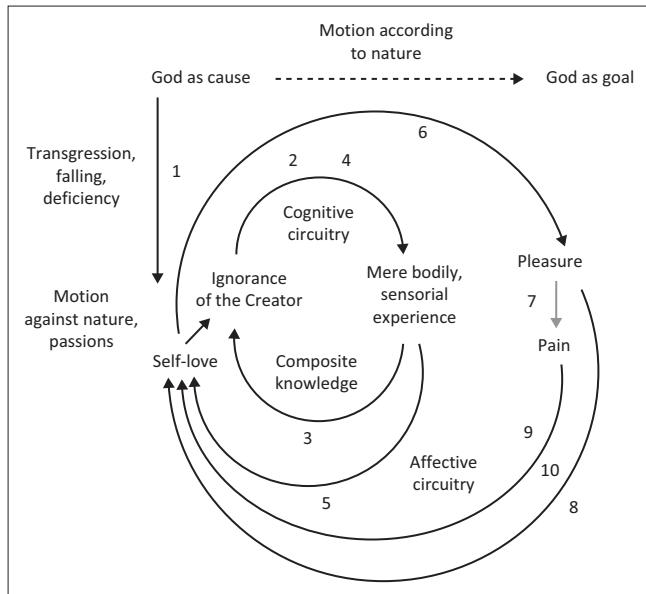 Motion according
to nature
God as cause
God as goal
Transgression,
falling,
deficiency
1
2
4
6
Cognitive
circuitry
Ignorance
of the Creator
Mere bodily,
sensorial
experience
Pleasure
7
Pain
Motion
against nature,
passions
Self-love
Composite
knowledge
3
5
Affective
circuitry
9
10
8